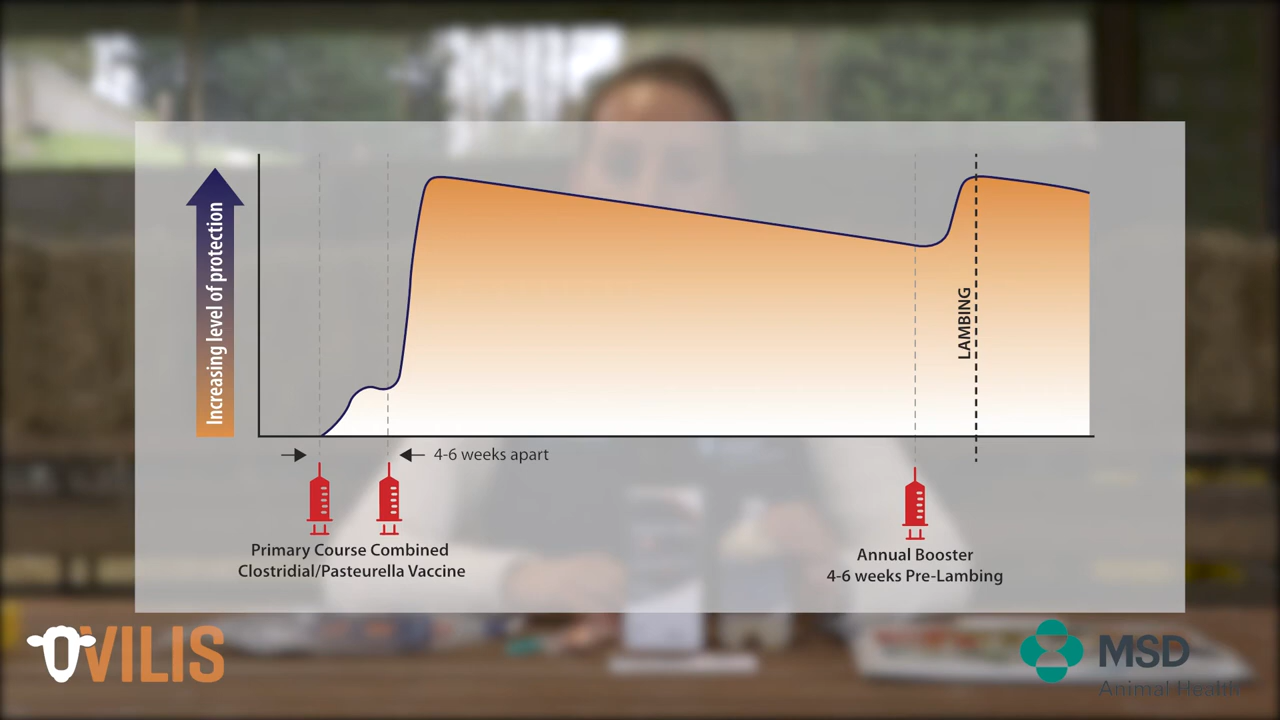 Increasing level of protection
LAMBING
4-6 weeks apart
Primary Course Combined
Clostridial/Pasteurella Vaccine
Annual Booster
4-6 weeks Pre-Lambing
OVILIS
MSD
Animal Health